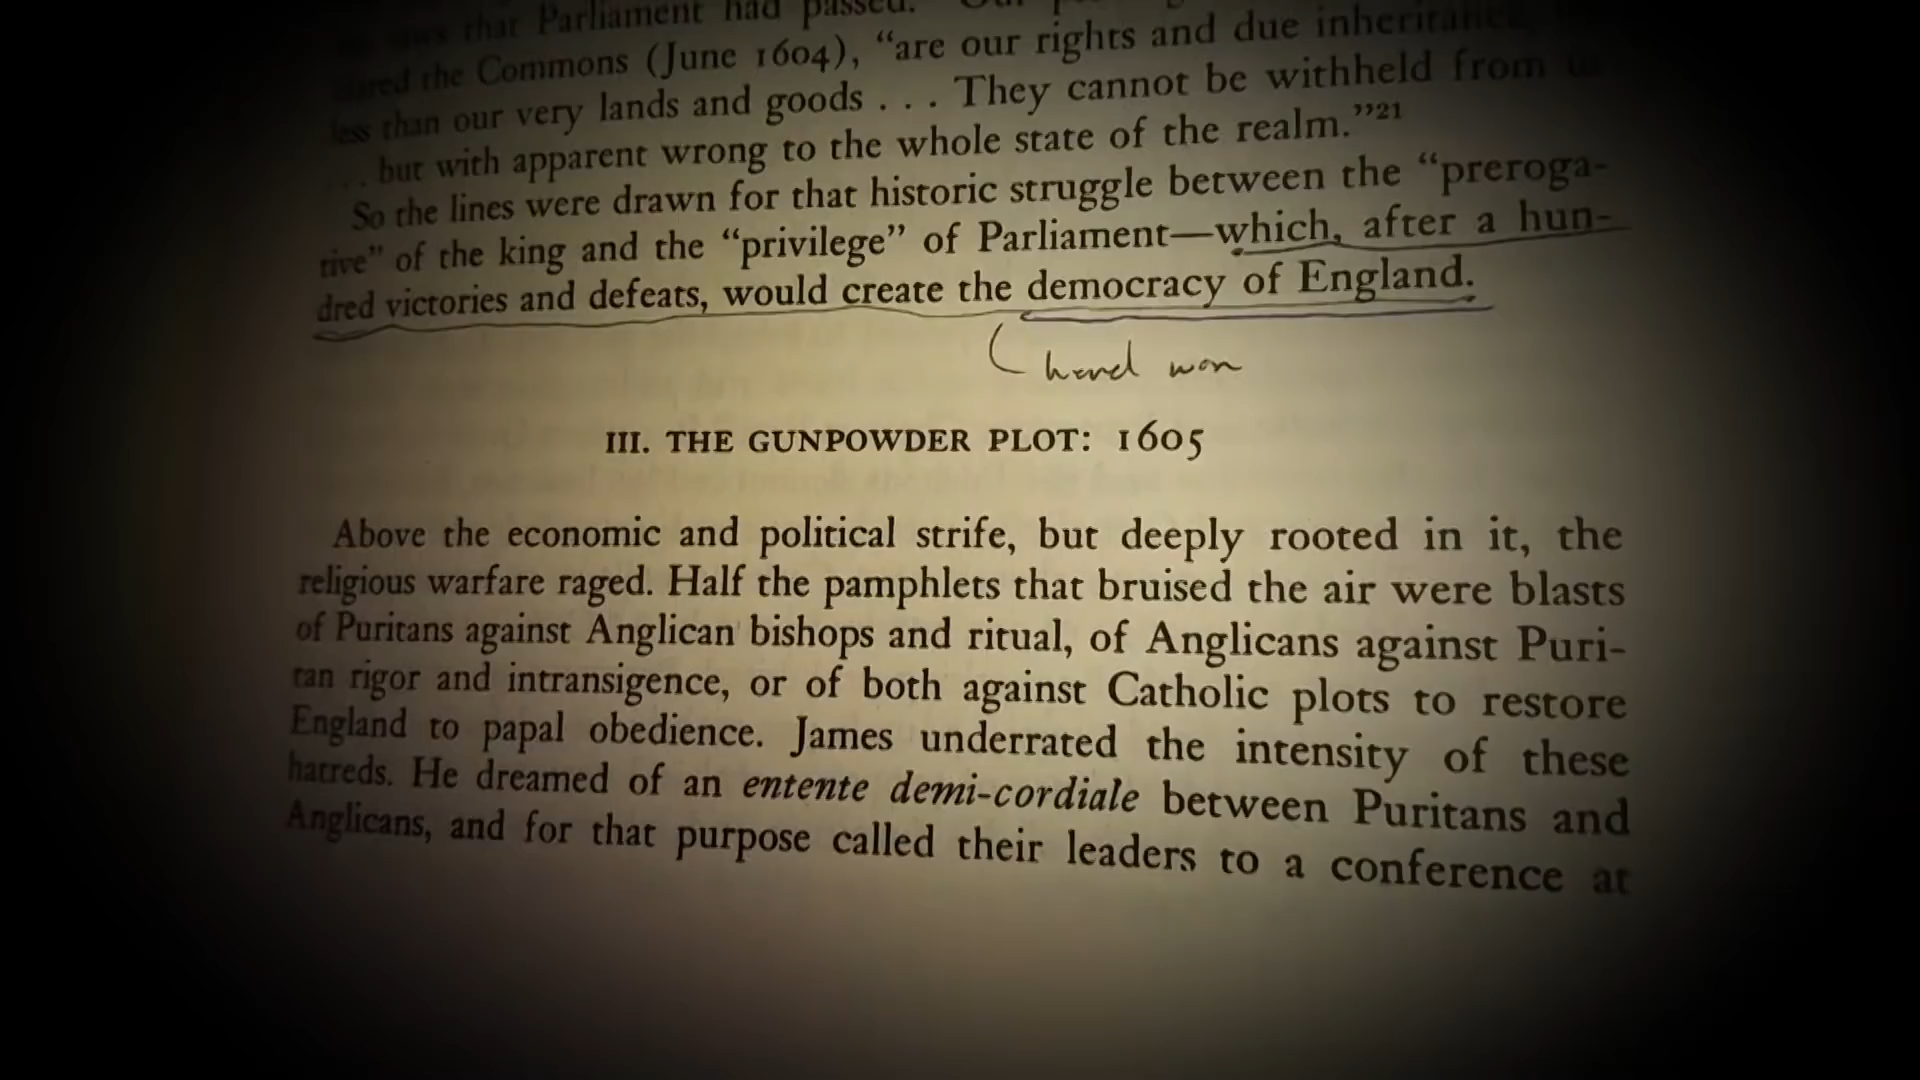 that Parliament had passed.
the Commons (June 1604), “are our rights and due inheritance,
less than our very lands and goods . . . They cannot be withheld from
. . . but with apparent wrong to the whole state of the realm.”21
So the lines were drawn for that historic struggle between the “preroga-
tive” of the king and the “privilege” of Parliament—which, after a hun-
dred victories and defeats, would create the democracy of England.
hard won
III. THE GUNPOWDER PLOT: 1605
Above the economic and political strife, but deeply rooted in it, the
religious warfare raged. Half the pamphlets that bruised the air were blasts
of Puritans against Anglican bishops and ritual, of Anglicans against Puri-
tan rigor and intransigence, or of both against Catholic plots to restore
England to papal obedience. James underrated the intensity of these
hatreds. He dreamed of an entente demi-cordiale between Puritans and
Anglicans, and for that purpose called their leaders to a conference at